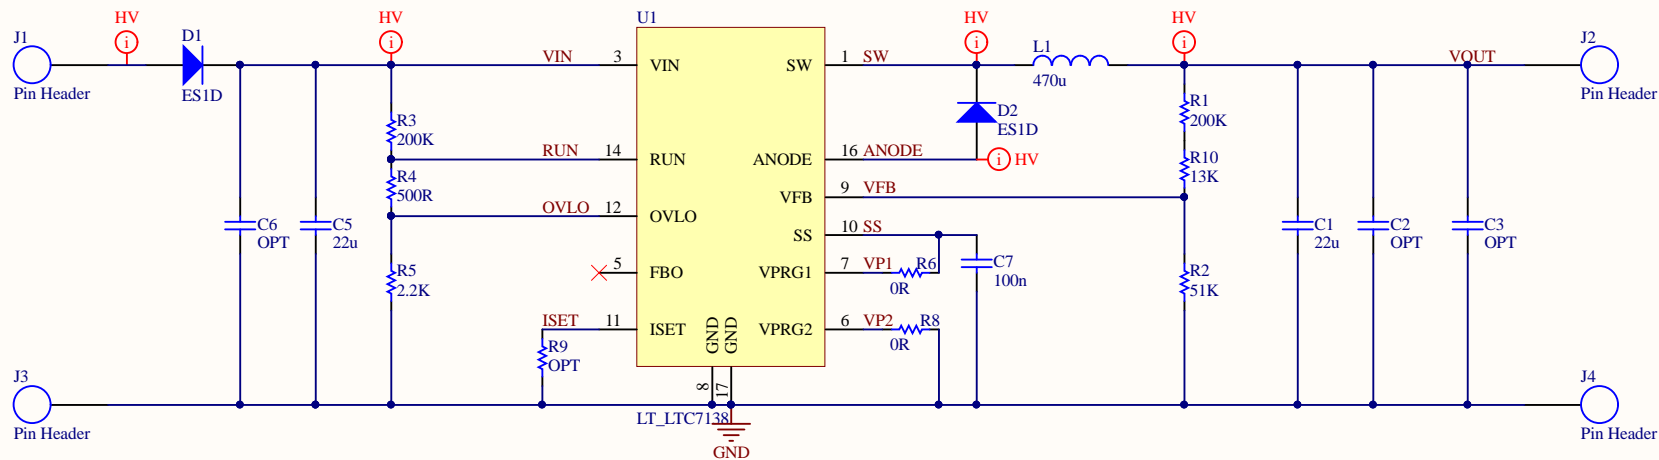 J1
Pin Header
HV
i
D1
ES1D
HV
i
VIN
U1
3
VIN
SW
1
SW
HV
i
L1
470u
HV
i
VOUT
J2
Pin Header
R3
200K
D2
ES1D
R1
200K
RUN
14
RUN
ANODE
16
ANODE
i
HV
R10
13K
R4
500R
VFB
9
VFB
OVLO
12
OVLO
SS
10
SS
C6
OPT
C5
22u
C1
22u
C2
OPT
C3
OPT
R5
2.2K
5
FBO
VPRG1
7
VP1
R6
0R
C7
100n
R2
51K
ISET
11
ISET
GND
GND
VPRG2
6
VP2
R8
0R
R9
OPT
8
17
LT_LTC7138
GND
J3
Pin Header
J4
Pin Header